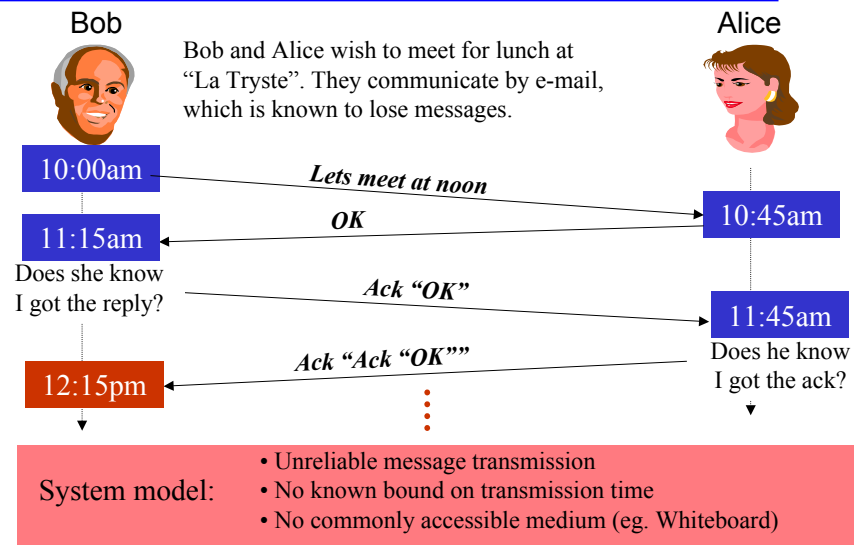 Bob
Alice
Bob and Alice wish to meet for lunch at
“La Tryste”. They communicate by e-mail,
which is known to lose messages.
10:00am
Lets meet at noon
10:45am
OK
11:15am
Does she know
I got the reply?
Ack “OK”
11:45am
Does he know
I got the ack?
Ack “Ack “OK””
12:15pm
System model:
• Unreliable message transmission
• No known bound on transmission time
• No commonly accessible medium (eg. Whiteboard)